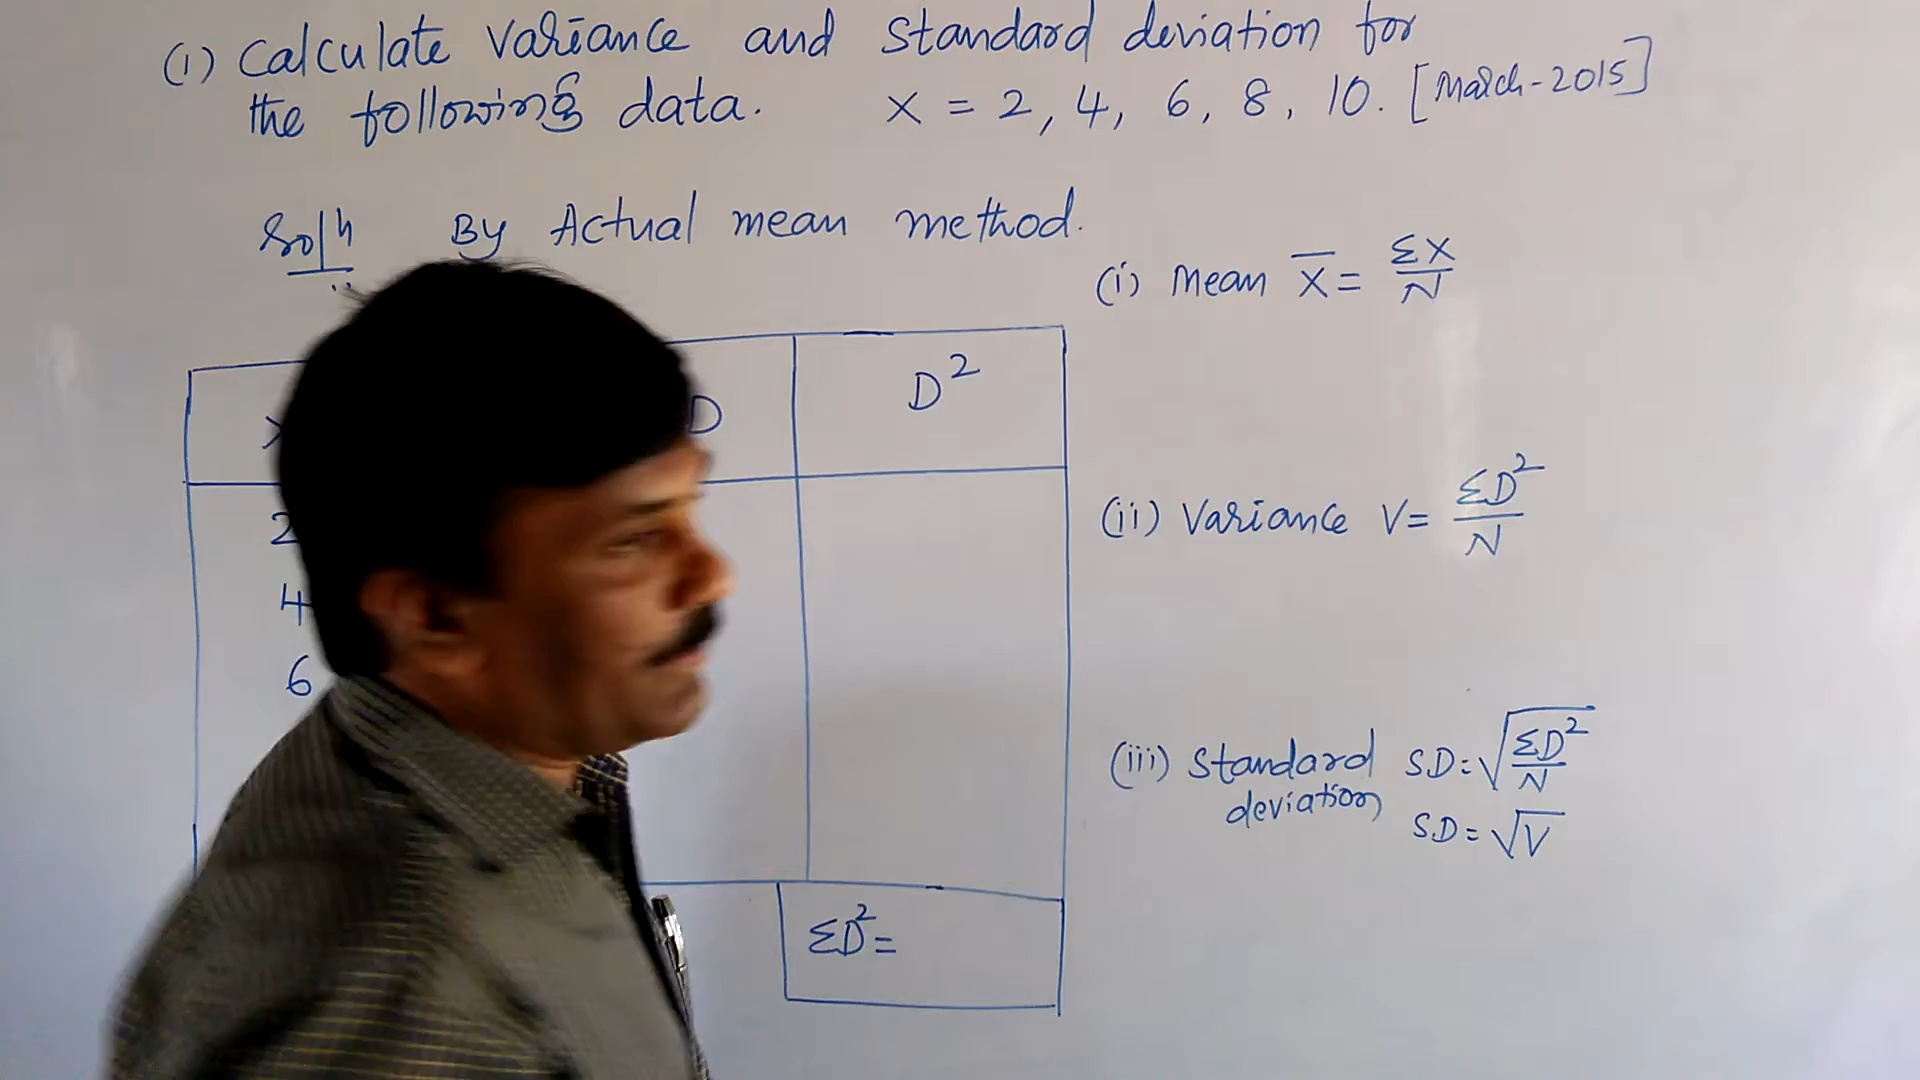 (1) Calculate Variance and Standard deviation for
the following data. X = 2, 4, 6, 8, 10. [March-2015]
Soln By Actual mean method.
(i) Mean X̅ = ΣX/N
D D²
2
4
6
(ii) Variance V= ΣD²/N
(iii) Standard deviation S.D = √ΣD²/N
S.D = √V
ΣD² =